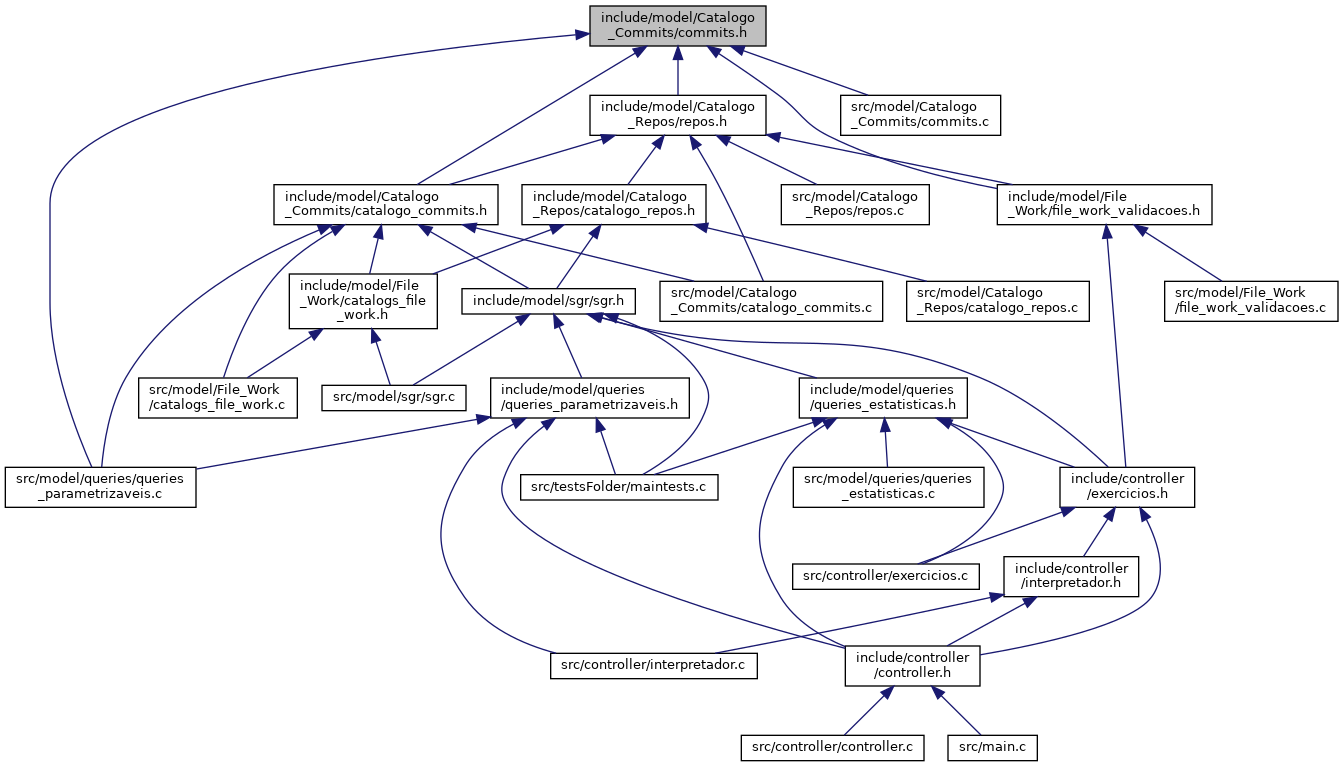 include/model/Catalogo
_Commits/commits.h
include/model/Catalogo
_Repos/repos.h
src/model/Catalogo
_Commits/commits.c
include/model/Catalogo
_Commits/catalogo_commits.h
include/model/Catalogo
_Repos/catalogo_repos.h
src/model/Catalogo
_Repos/repos.c
include/model/File
_Work/file_work_validacoes.h
include/model/File
_Work/catalogs_file
_work.h
include/model/sgr/sgr.h
src/model/Catalogo
_Commits/catalogo_commits.c
src/model/Catalogo
_Repos/catalogo_repos.c
src/model/File_Work
/file_work_validacoes.c
src/model/File_Work
/catalogs_file_work.c
src/model/sgr/sgr.c
include/model/queries
/queries_parametrizaveis.h
include/model/queries
/queries_estatisticas.h
src/model/queries/queries
_parametrizaveis.c
src/testsFolder/maintests.c
src/model/queries/queries
_estatisticas.c
include/controller
/exercicios.h
src/controller/exercicios.c
include/controller
/interpretador.h
src/controller/interpretador.c
include/controller
/controller.h
src/controller/controller.c
src/main.c